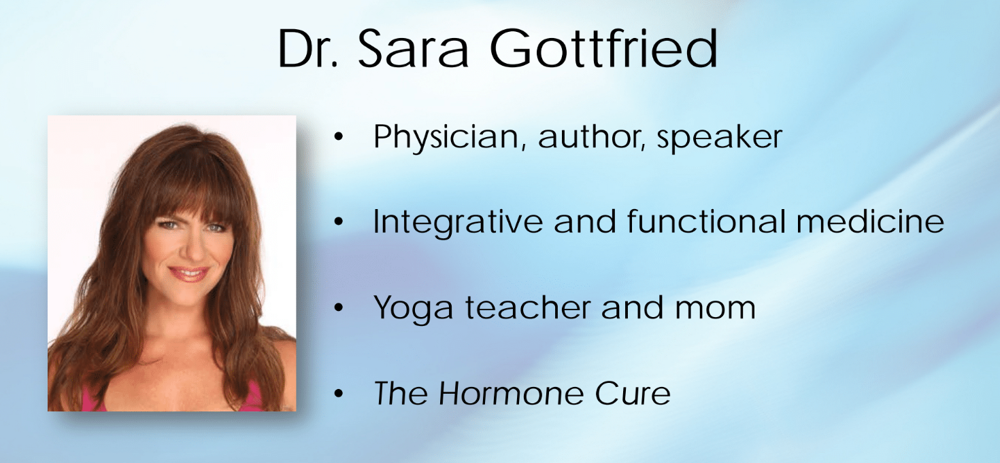 Dr. Sara Gottfried
• Physician, author, speaker
• Integrative and functional medicine
• Yoga teacher and mom
• The Hormone Cure